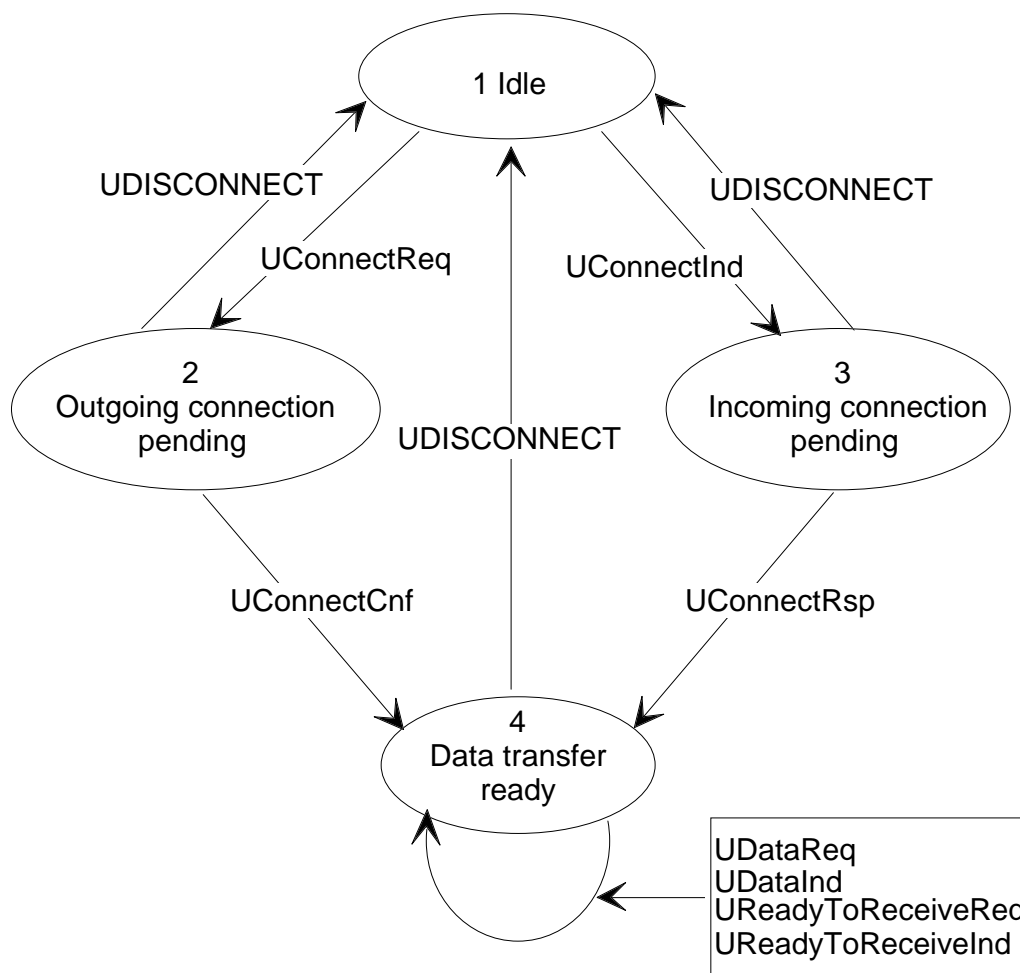 1 Idle
UDISCONNECT
UDISCONNECT
UConnectReq
UConnectInd
2
Outgoing connection
pending
3
Incoming connection
pending
UDISCONNECT
UConnectCnf
UConnectRsp
4
Data transfer
ready
UDataReq
UDataInd
UReadyToReceiveReq
UReadyToReceiveInd